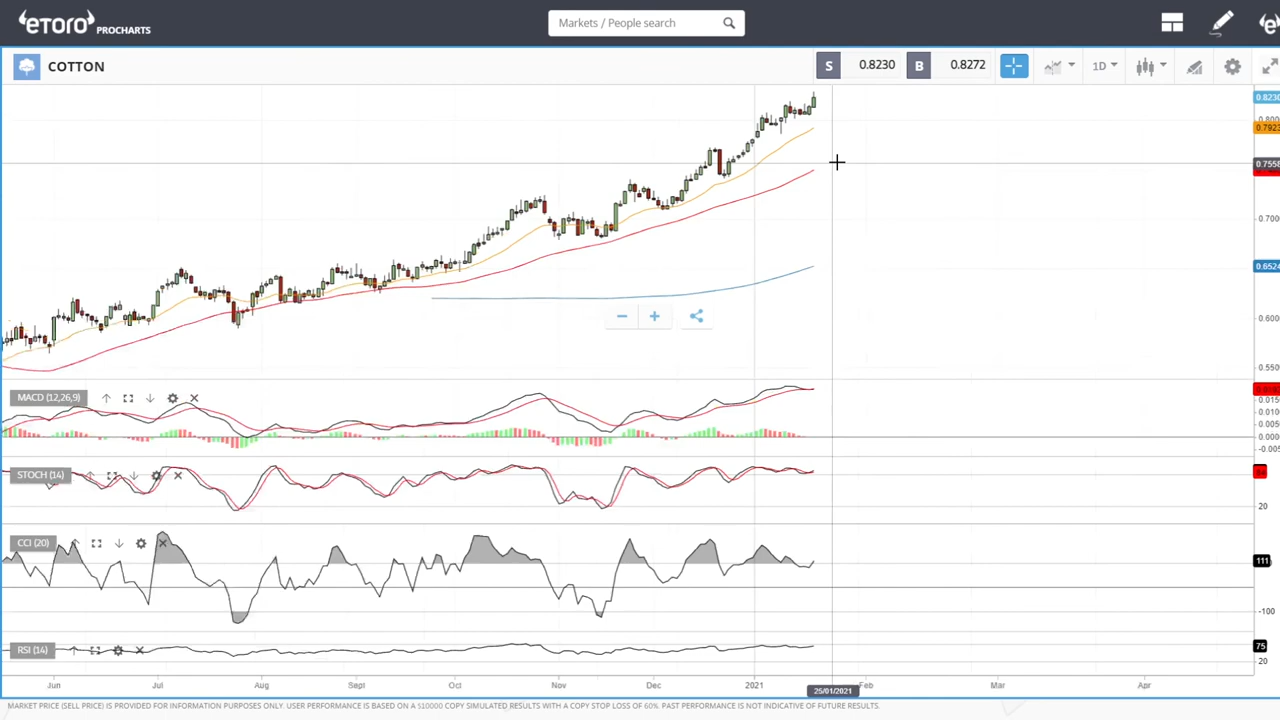 eToro PROCHARTS
Markets / People search
COTTON
S 0.8230 B 0.8272
1D
0.8230
0.8000
0.7923
0.7558
0.7000
0.6524
0.6000
0.5500
MACD (12,26,9)
0.0150
0.0050
0.0000
-0.005
STOCH (14)
20
CCI (20)
111
-100
RSI (14)
75
20
Jun Jul Aug Sept Oct Nov Dec 2021 Feb Mar Apr
25/01/2021
MARKET PRICE (SELL PRICE) IS PROVIDED FOR INFORMATION PURPOSES ONLY. USER PERFORMANCE IS BASED ON A $10000 COPY SIMULATED RESULTS WITH A COPY STOP LOSS OF 60%. PAST PERFORMANCE IS NOT INDICATIVE OF FUTURE RESULTS.